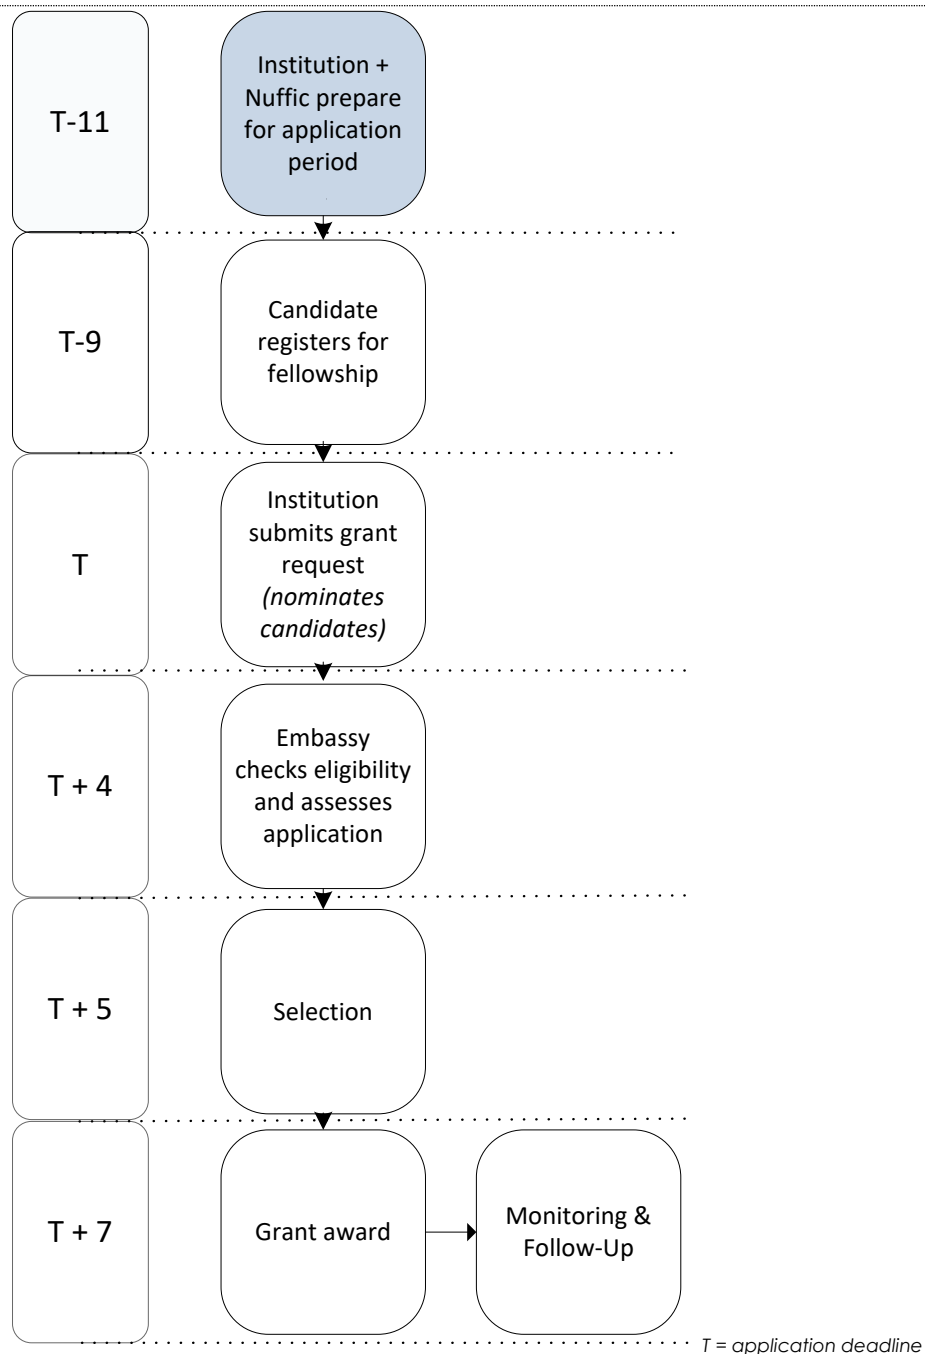 T-11
Institution +
Nuffic prepare
for application
period
T-9
Candidate
registers for
fellowship
T
Institution
submits grant
request
(nominates
candidates)
T + 4
Embassy
checks eligibility
and assesses
application
T + 5
Selection
T + 7
Grant award
Monitoring &
Follow-Up
T = application deadline